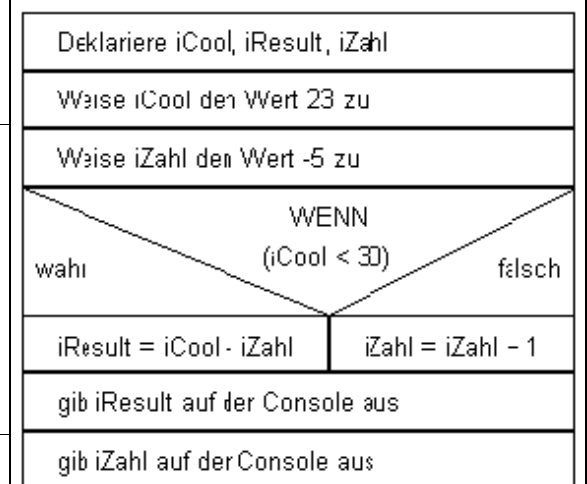 Deklariere iCool, iResult, iZahl
Weise iCool den Wert 23 zu
Weise iZahl den Wert -5 zu
WENN
(iCool < 30)
wahr
falsch
iResult = iCool - iZahl
iZahl = iZahl – 1
gib iResult auf der Console aus
gib iZahl auf der Console aus